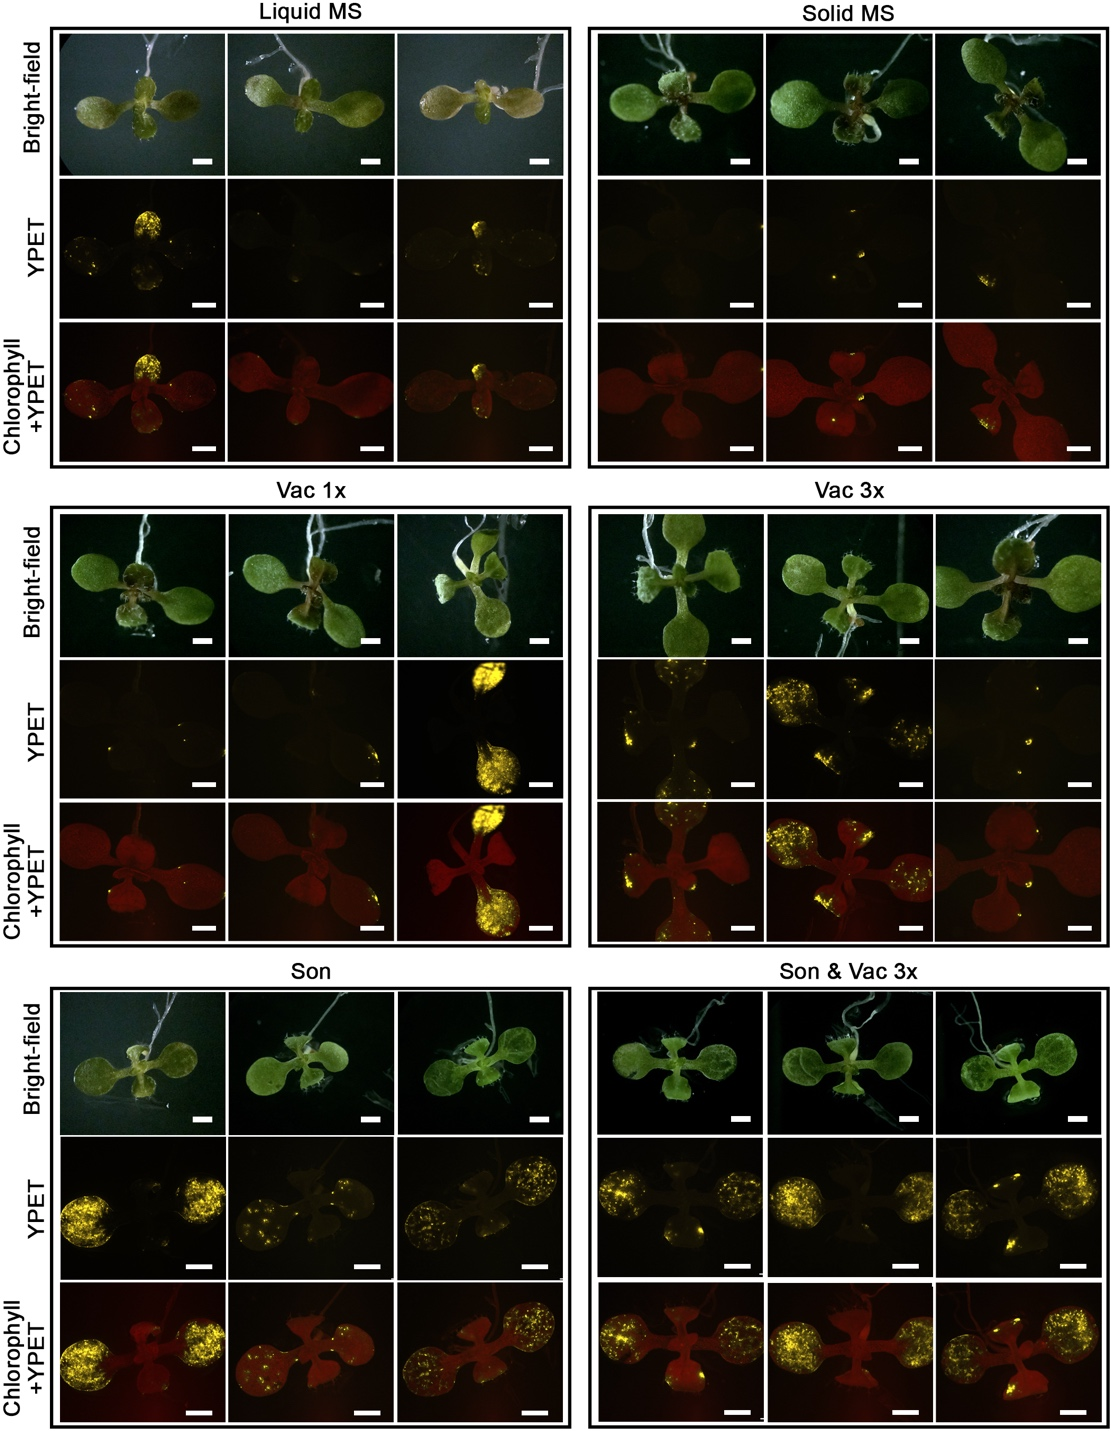 Liquid MS
Solid MS
Bright-field
YPET
Chlorophyll
+YPET
Vac 1x
Vac 3x
Bright-field
YPET
Chlorophyll
+YPET
Son
Son & Vac 3x
Bright-field
YPET
Chlorophyll
+YPET